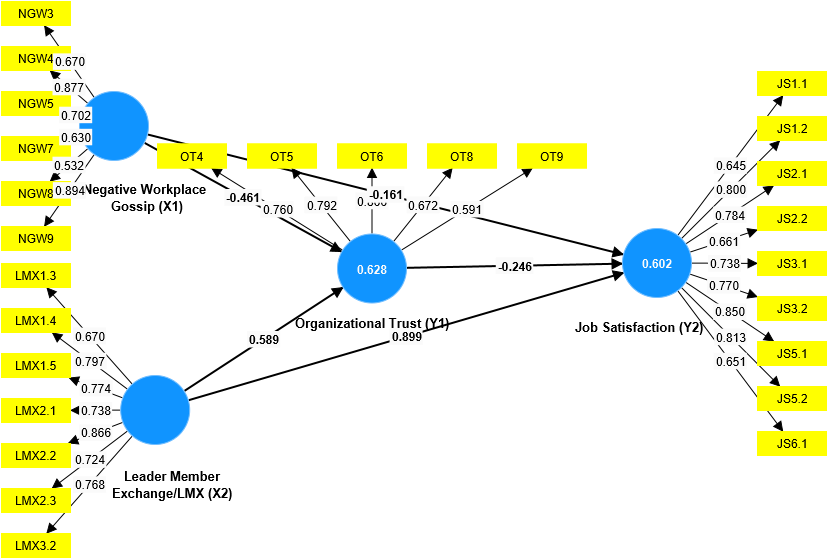 NGW3
NGW4
NGW5
NGW7
NGW8
NGW9
0.670
0.877
0.702
0.630
0.532
0.894
Negative Workplace
Gossip (X1)
OT4
OT5
OT6
OT8
OT9
0.760
0.792
0.672
0.591
-0.461
-0.161
0.628
Organizational Trust (Y1)
-0.246
0.589
0.899
LMX1.3
LMX1.4
LMX1.5
LMX2.1
LMX2.2
LMX2.3
LMX3.2
0.670
0.797
0.774
0.738
0.866
0.724
0.768
Leader Member
Exchange/LMX (X2)
0.602
Job Satisfaction (Y2)
0.645
0.800
0.784
0.661
0.738
0.770
0.850
0.813
0.651
JS1.1
JS1.2
JS2.1
JS2.2
JS3.1
JS3.2
JS5.1
JS5.2
JS6.1